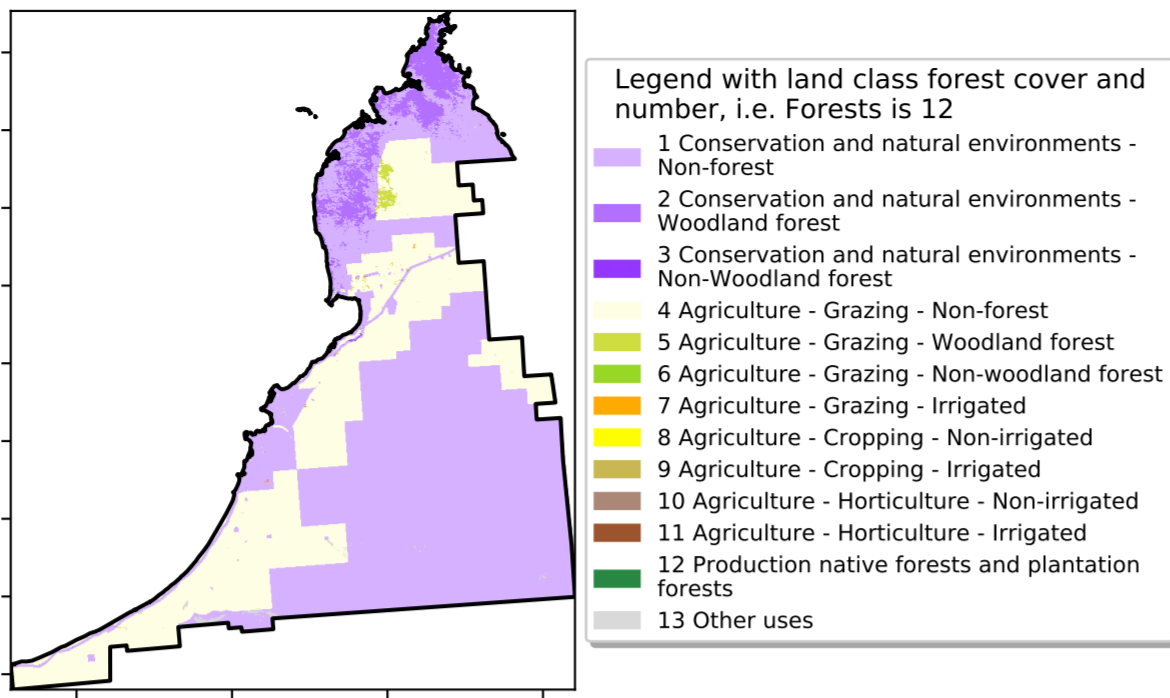 Legend with land class forest cover and
number, i.e. Forests is 12
1 Conservation and natural environments -
Non-forest
2 Conservation and natural environments -
Woodland forest
3 Conservation and natural environments -
Non-Woodland forest
4 Agriculture - Grazing - Non-forest
5 Agriculture - Grazing - Woodland forest
6 Agriculture - Grazing - Non-woodland forest
7 Agriculture - Grazing - Irrigated
8 Agriculture - Cropping - Non-irrigated
9 Agriculture - Cropping - Irrigated
10 Agriculture - Horticulture - Non-irrigated
11 Agriculture - Horticulture - Irrigated
12 Production native forests and plantation
forests
13 Other uses